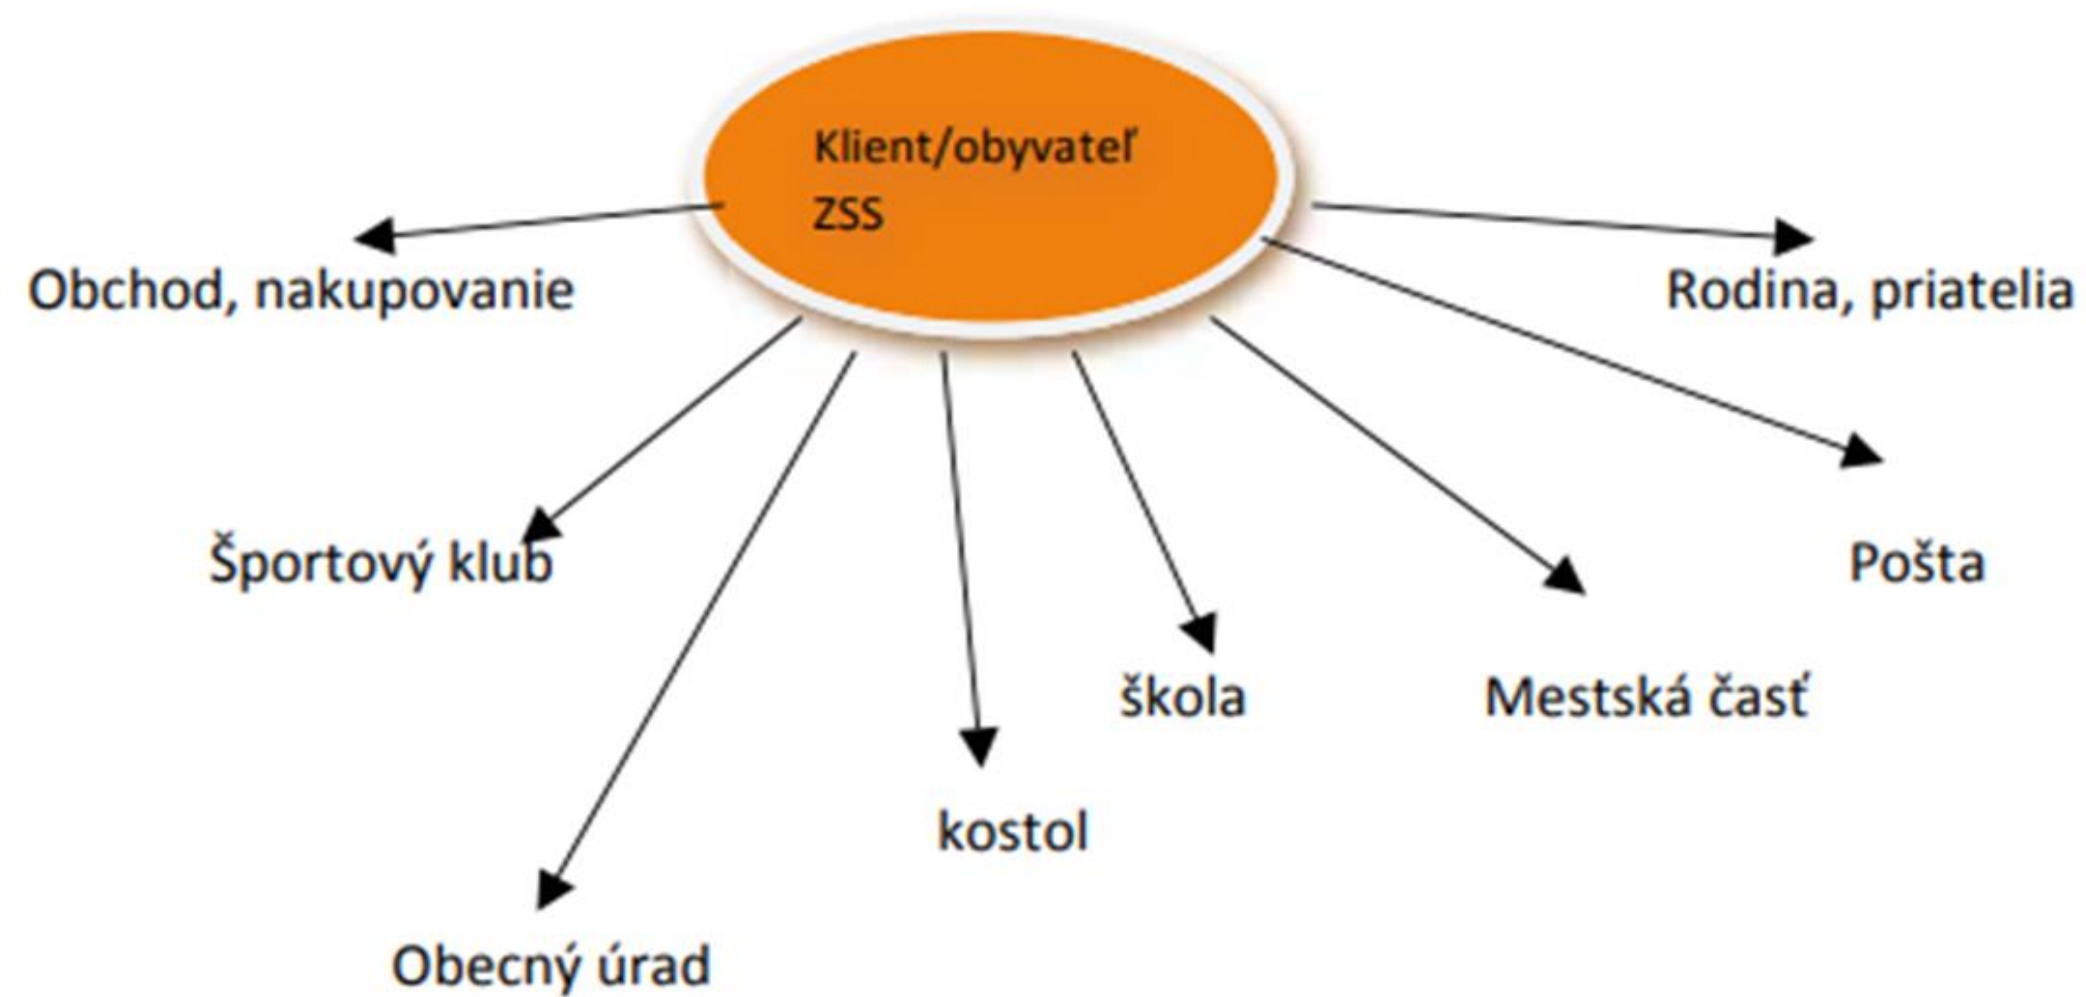 Klient/obyvateľ
ZSS
Obchod, nakupovanie
Rodina, priatelia
Športový klub
Pošta
škola
Mestská časť
kostol
Obecný úrad